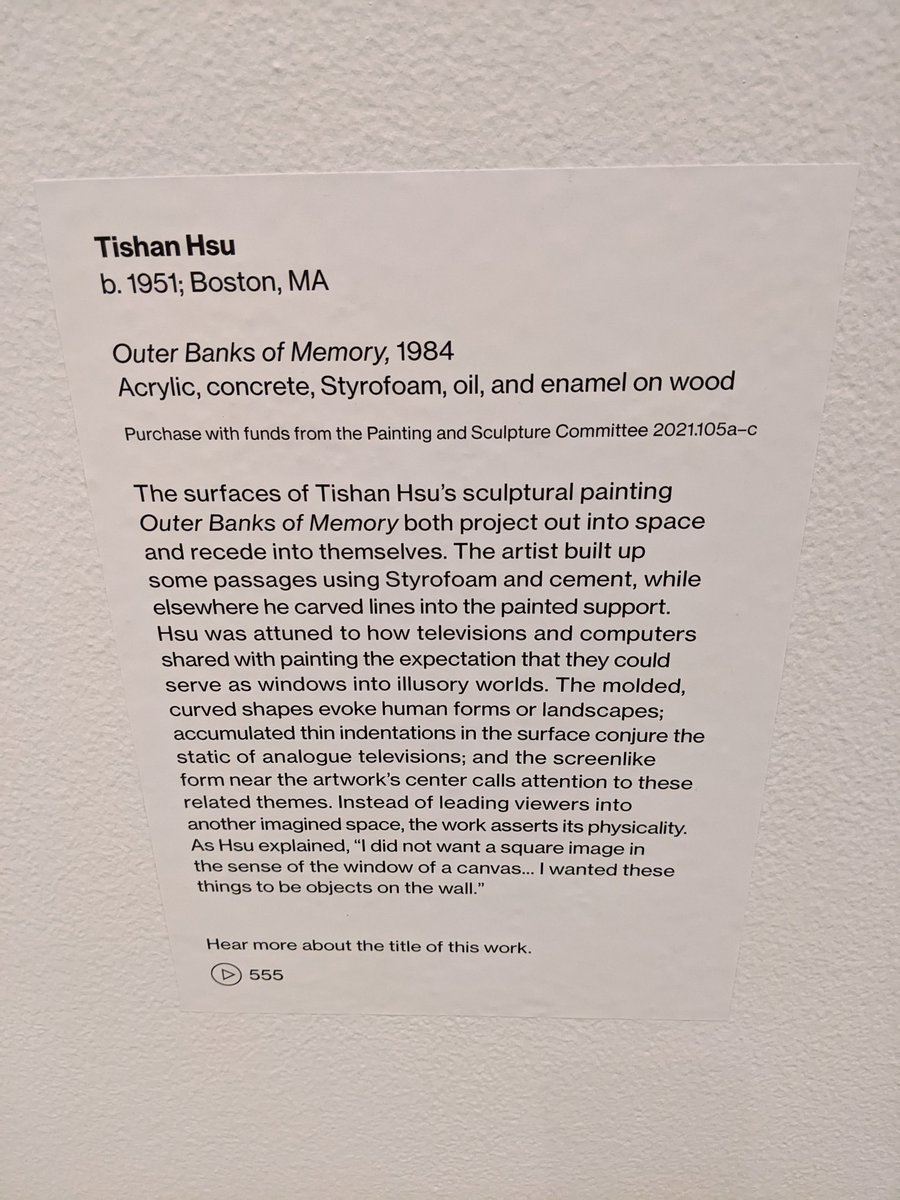 Tishan Hsu
b. 1951; Boston, MA
Outer Banks of Memory, 1984
Acrylic, concrete, Styrofoam, oil, and enamel on wood
Purchase with funds from the Painting and Sculpture Committee 2021.105a–c
The surfaces of Tishan Hsu’s sculptural painting
Outer Banks of Memory both project out into space
and recede into themselves. The artist built up
some passages using Styrofoam and cement, while
elsewhere he carved lines into the painted support.
Hsu was attuned to how televisions and computers
shared with painting the expectation that they could
serve as windows into illusory worlds. The molded,
curved shapes evoke human forms or landscapes;
accumulated thin indentations in the surface conjure the
static of analogue televisions; and the screenlike
form near the artwork’s center calls attention to these
related themes. Instead of leading viewers into
another imagined space, the work asserts its physicality.
As Hsu explained, “I did not want a square image in
the sense of the window of a canvas... I wanted these
things to be objects on the wall.”
Hear more about the title of this work.
555